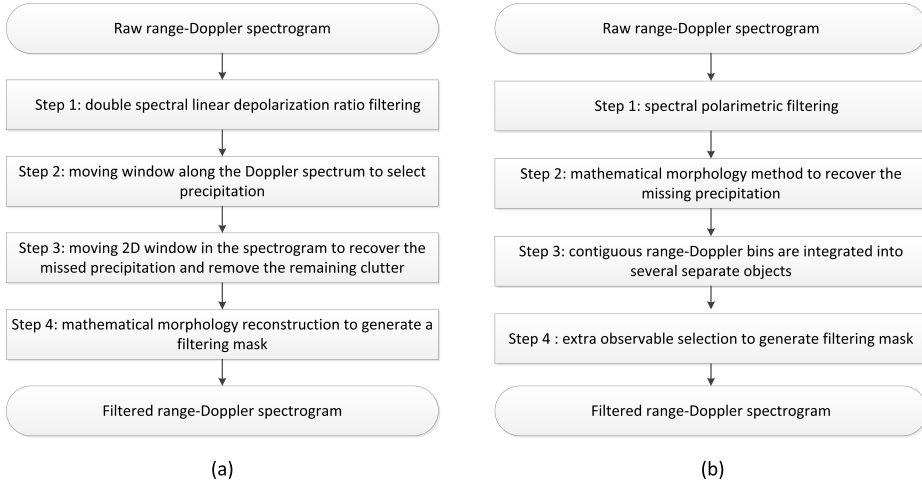 Raw range-Doppler spectrogram
Step 1: double spectral linear depolarization ratio filtering
Step 2: moving window along the Doppler spectrum to select
precipitation
Step 3: moving 2D window in the spectrogram to recover the
missed precipitation and remove the remaining clutter
Step 4: mathematical morphology reconstruction to generate a
filtering mask
Filtered range-Doppler spectrogram
(a)
Raw range-Doppler spectrogram
Step 1: spectral polarimetric filtering
Step 2: mathematical morphology method to recover the
missing precipitation
Step 3: contiguous range-Doppler bins are integrated into
several separate objects
Step 4 : extra observable selection to generate filtering mask
Filtered range-Doppler spectrogram
(b)